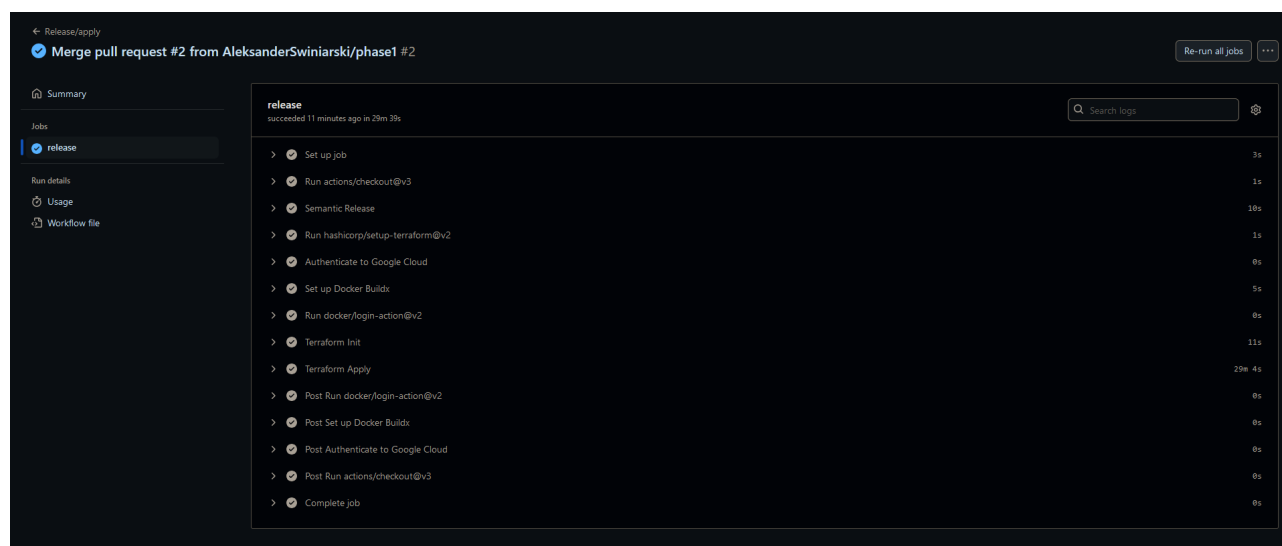 ← Release/apply
Merge pull request #2 from AleksanderSwiniarski/phase1 #2
Re-run all jobs ...
Summary
Jobs
release
Run details
Usage
Workflow file
release
succeeded 11 minutes ago in 29m 39s
Search logs
Set up job 3s
Run actions/checkout@v3 1s
Semantic Release 10s
Run hashicorp/setup-terraform@v2 1s
Authenticate to Google Cloud 0s
Set up Docker Buildx 5s
Run docker/login-action@v2 0s
Terraform Init 11s
Terraform Apply 29m 4s
Post Run docker/login-action@v2 0s
Post Set up Docker Buildx 0s
Post Authenticate to Google Cloud 0s
Post Run actions/checkout@v3 0s
Complete job 0s